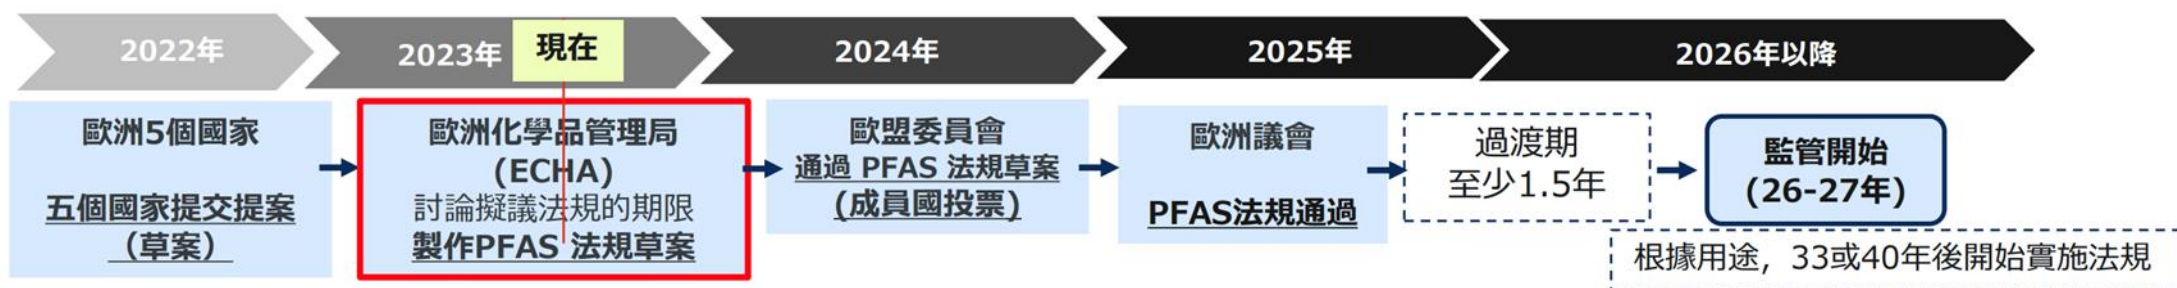 2022年
2023年
現在
2024年
2025年
2026年以降
歐洲5個國家
五個國家提交提案
(草案)
歐洲化學品管理局
(ECHA)
討論擬議法規的期限
製作PFAS 法規草案
歐盟委員會
通過 PFAS 法規草案
(成員國投票)
歐洲議會
PFAS法規通過
過渡期
至少1.5年
監管開始
(26-27年)
根據用途，33或40年後開始實施法規